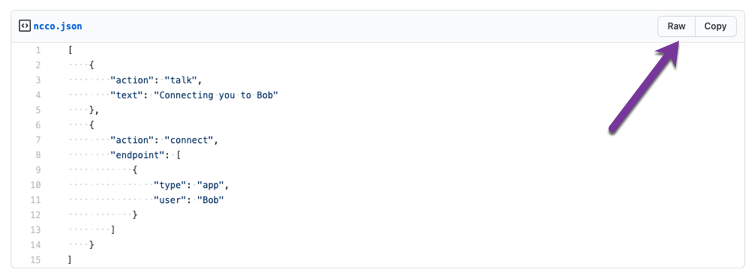 ncco.json
Raw Copy
1 [
2 ····{
3 ········"action":·"talk",
4 ········"text":·"Connecting·you·to·Bob"
5 ····},
6 ····{
7 ········"action":·"connect",
8 ········"endpoint":·[
9 ············{
10 ················"type":·"app",
11 ················"user":·"Bob"
12 ············}
13 ········]
14 ····}
15 ]